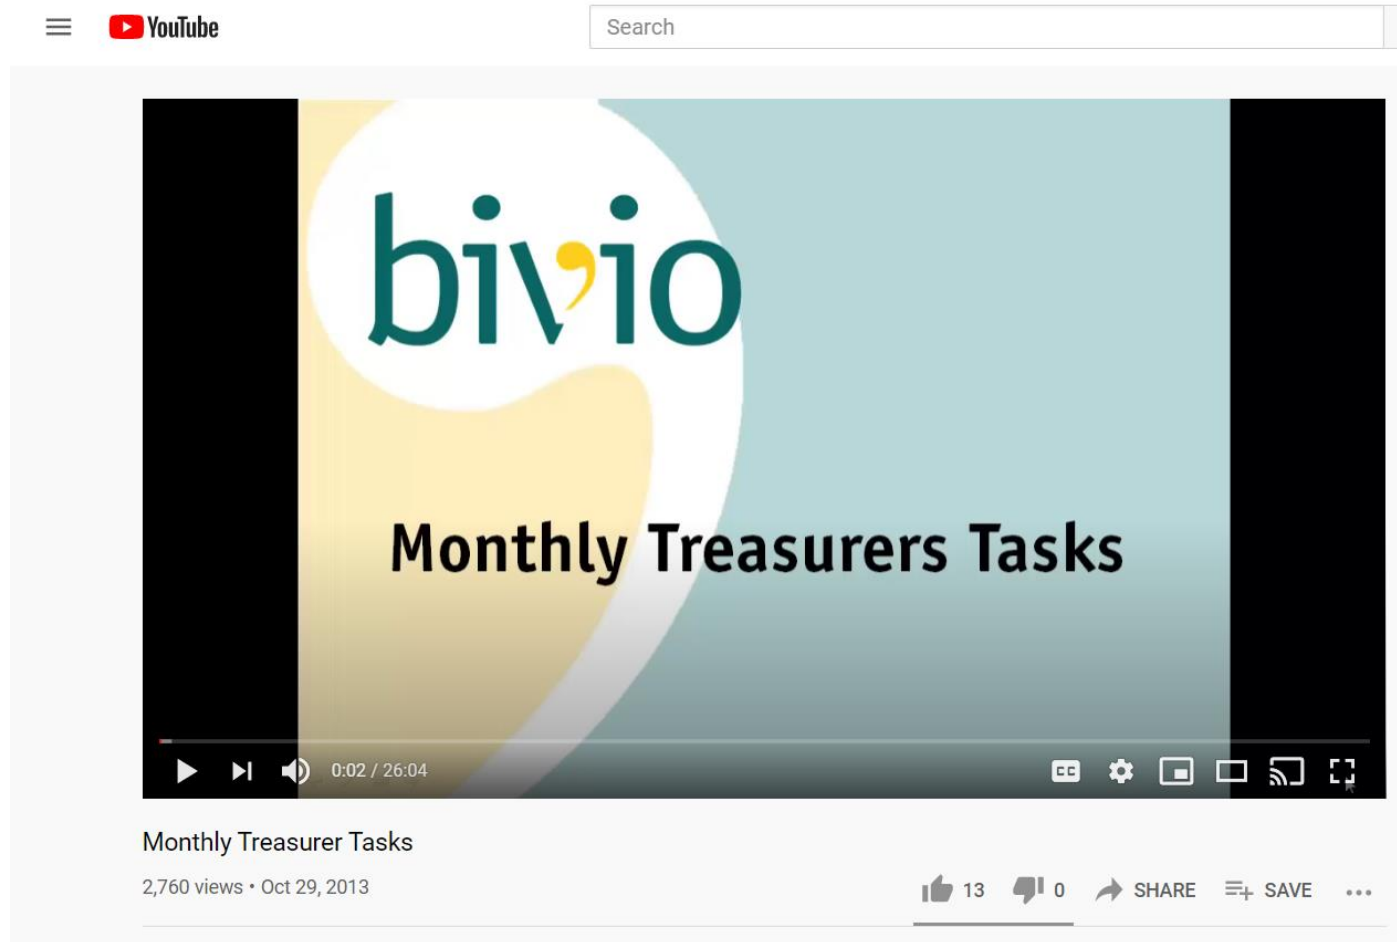 YouTube
Search
bivio
Monthly Treasurers Tasks
0:02 / 26:04
CC
Monthly Treasurer Tasks
2,760 views • Oct 29, 2013
13 0 SHARE SAVE